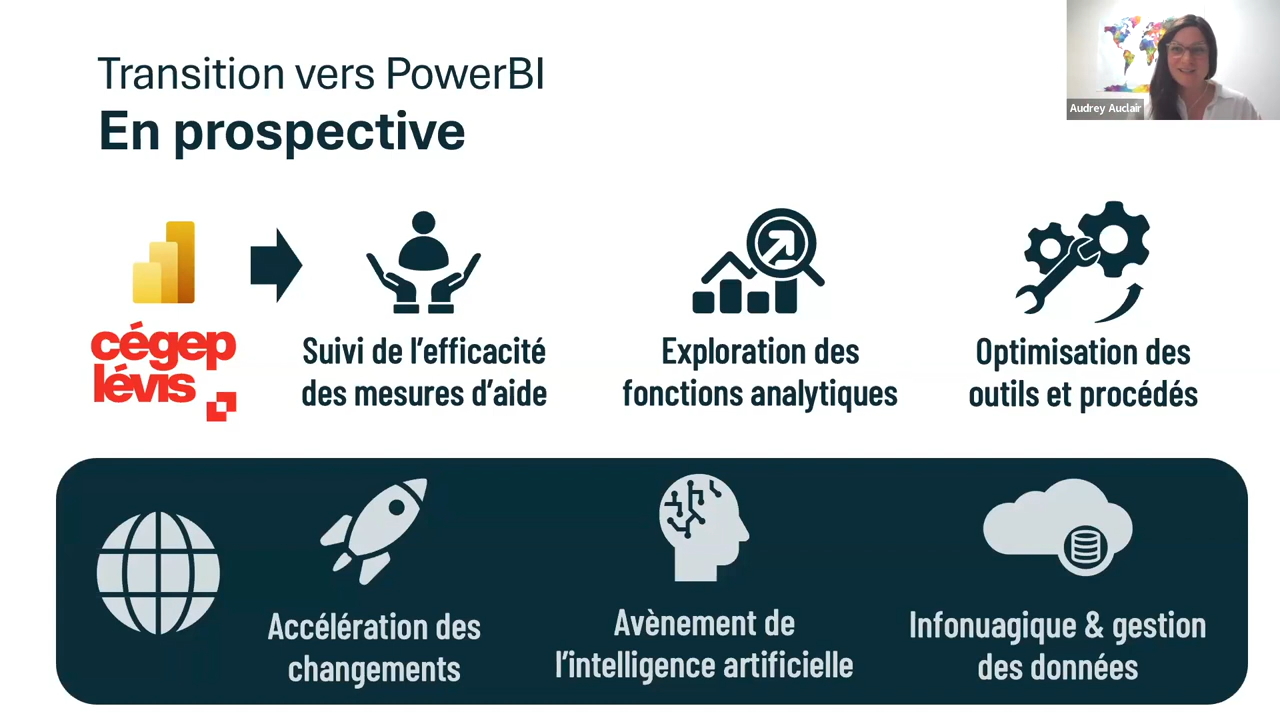 Transition vers PowerBI
En prospective
Audrey Auclair
cégep
lévis
Suivi de l'efficacité
des mesures d'aide
Exploration des
fonctions analytiques
Optimisation des
outils et procédés
Accélération des
changements
Avènement de
l'intelligence artificielle
Infonuagique & gestion
des données